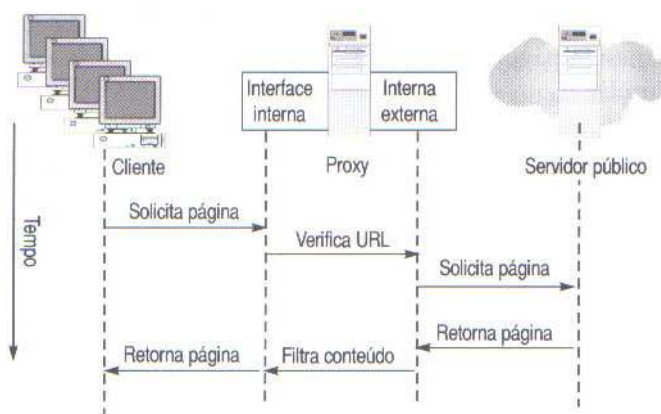 Interface
interna
Interna
externa
Cliente
Proxy
Servidor público
Tempo
Solicita página
Verifica URL
Solicita página
Retorna página
Filtra conteúdo
Retorna página